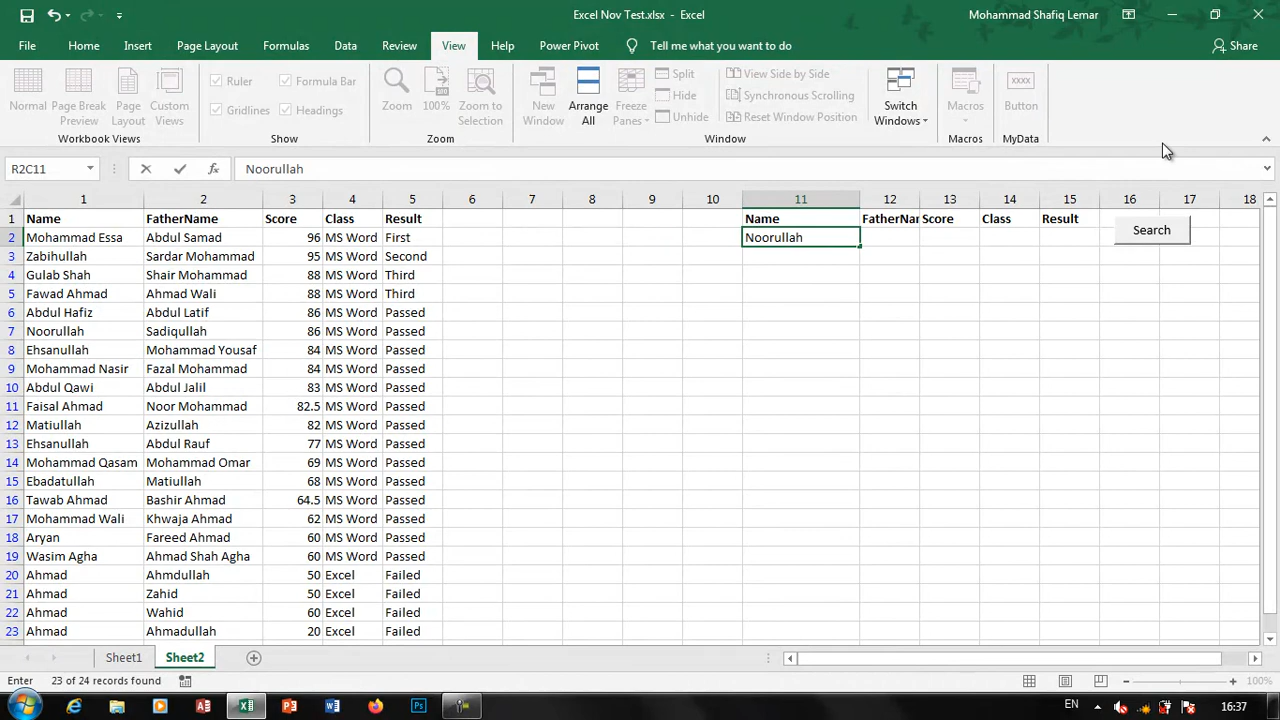 Excel Nov Test.xlsx - Excel
Mohammad Shafiq Lemar
File Home Insert Page Layout Formulas Data Review View Help Power Pivot Tell me what you want to do Share
Normal
Page Break Preview
Page Layout
Custom Views
Workbook Views
Ruler
Formula Bar
Gridlines
Headings
Show
Zoom
100%
Zoom to Selection
Zoom
New Window
Arrange All
Freeze Panes
Split
Hide
Unhide
View Side by Side
Synchronous Scrolling
Reset Window Position
Switch Windows
Window
Macros
Macros
Button
MyData
R2C11 fx Noorullah
1 2 3 4 5 6 7 8 9 10 11 12 13 14 15 16 17 18
1 Name FatherName Score Class Result Name FatherNar Score Class Result
Search
2 Mohammad Essa Abdul Samad 96 MS Word First Noorullah
3 Zabihullah Sardar Mohammad 95 MS Word Second
4 Gulab Shah Shair Mohammad 88 MS Word Third
5 Fawad Ahmad Ahmad Wali 88 MS Word Third
6 Abdul Hafiz Abdul Latif 86 MS Word Passed
7 Noorullah Sadiqullah 86 MS Word Passed
8 Ehsanullah Mohammad Yousaf 84 MS Word Passed
9 Mohammad Nasir Fazal Mohammad 84 MS Word Passed
10 Abdul Qawi Abdul Jalil 83 MS Word Passed
11 Faisal Ahmad Noor Mohammad 82.5 MS Word Passed
12 Matiullah Azizullah 82 MS Word Passed
13 Ehsanullah Abdul Rauf 77 MS Word Passed
14 Mohammad Qasam Mohammad Omar 69 MS Word Passed
15 Ebadatullah Matiullah 68 MS Word Passed
16 Tawab Ahmad Bashir Ahmad 64.5 MS Word Passed
17 Mohammad Wali Khwaja Ahmad 62 MS Word Passed
18 Aryan Fareed Ahmad 60 MS Word Passed
19 Wasim Agha Ahmad Shah Agha 60 MS Word Passed
20 Ahmad Ahmdullah 50 Excel Failed
21 Ahmad Zahid 50 Excel Failed
22 Ahmad Wahid 60 Excel Failed
23 Ahmad Ahmadullah 20 Excel Failed
Sheet1 Sheet2
Enter 23 of 24 records found 100%
EN 16:37